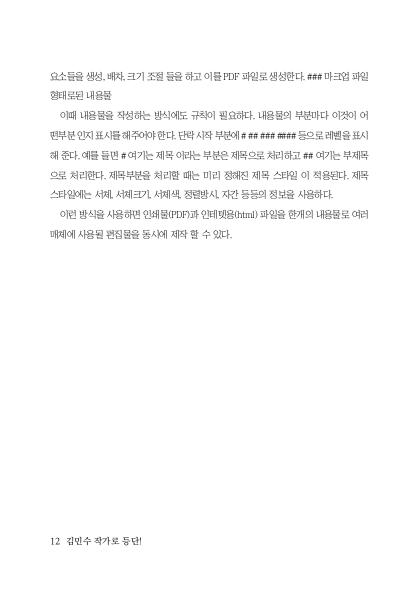 요소들을 생성, 배차, 크기 조절 들을 하고 이를 PDF 파일로 생성한다. ### 마크업 파일
형태로된 내용물
이때 내용물을 작성하는 방식에도 규칙이 필요하다. 내용물의 부분마다 이것이 어
떤부분 인지 표시를 해주어야 한다. 단락 시작 부분에 # ## ### #### 등으로 레벨을 표시
해 준다. 예를 들면 # 여기는 제목 이라는 부분은 제목으로 처리하고 ## 여기는 부제목
으로 처리한다. 제목부분을 처리할 때는 미리 정해진 제목 스타일 이 적용된다. 제목
스타일에는 서체, 서체크기, 서체색, 정렬방시, 자간 등등의 정보을 사용하다.
이런 방식을 사용하면 인쇄물(PDF)과 인테텟용(html) 파일을 한개의 내용물로 여러
매체에 사용될 편집물을 동시에 제작 할 수 있다.
12 김민수 작가로 등단!